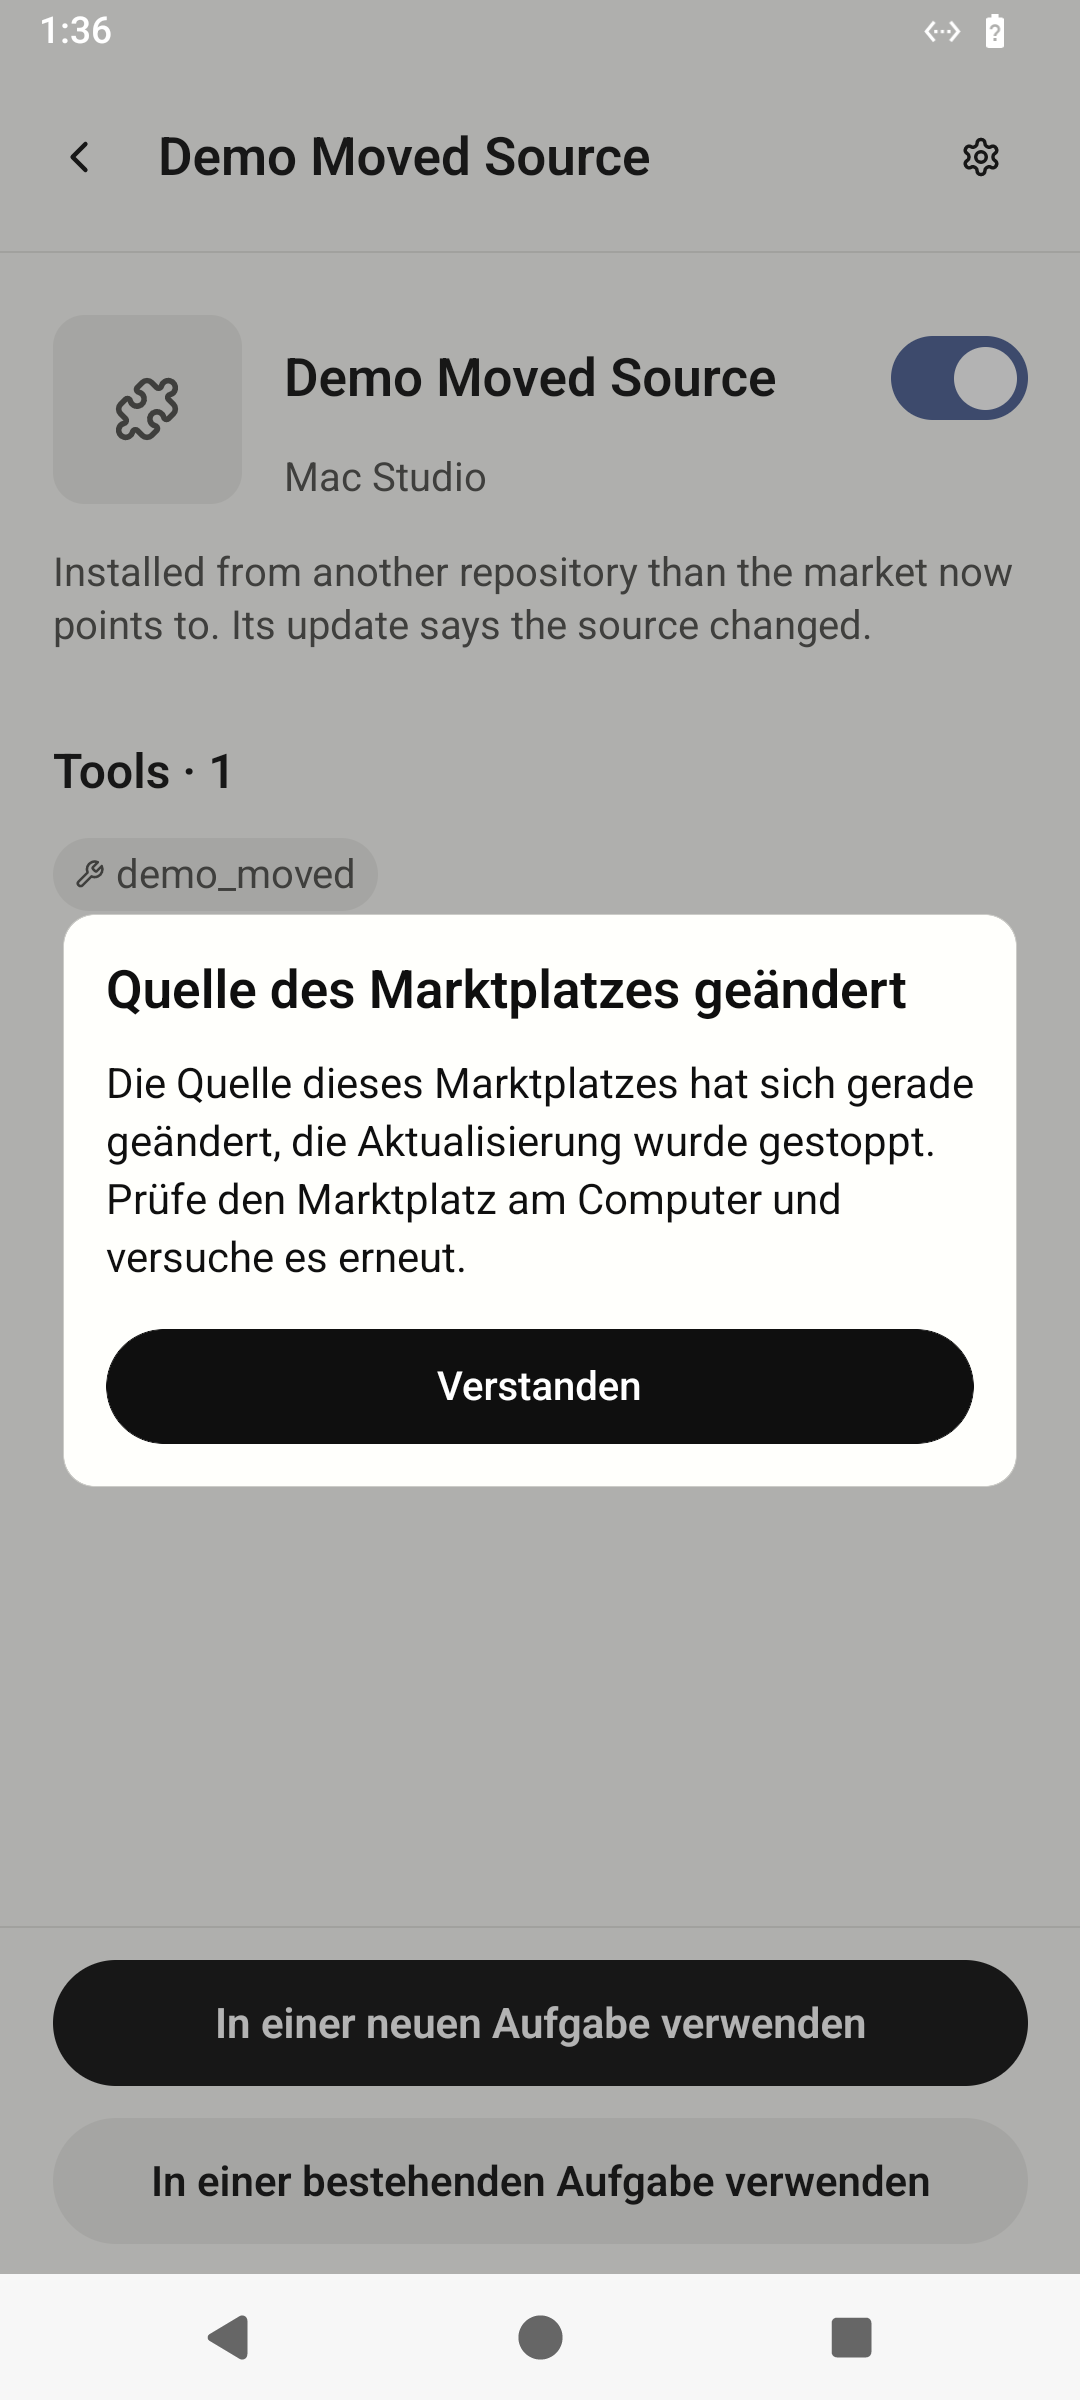 1:36
Demo Moved Source
Demo Moved Source
Mac Studio
Installed from another repository than the market now
points to. Its update says the source changed.
Tools · 1
demo_moved
Quelle des Marktplatzes geändert
Die Quelle dieses Marktplatzes hat sich gerade
geändert, die Aktualisierung wurde gestoppt.
Prüfe den Marktplatz am Computer und
versuche es erneut.
Verstanden
In einer neuen Aufgabe verwenden
In einer bestehenden Aufgabe verwenden